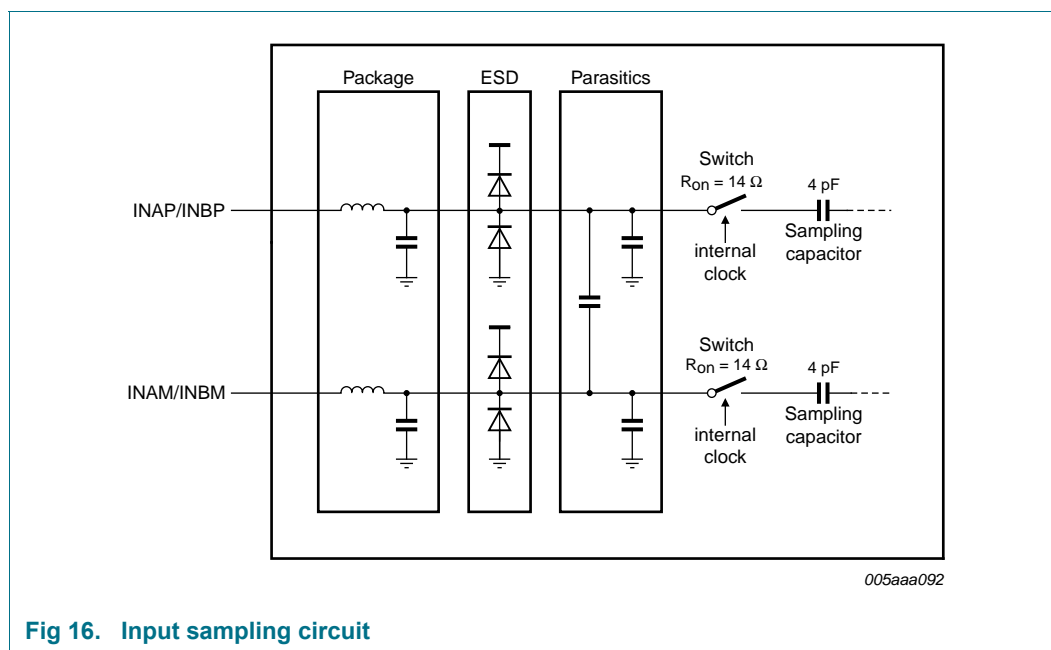 Package ESD Parasitics
Switch
Ron = 14 Ω
4 pF
INAP/INBP
internal
clock
Sampling
capacitor
Switch
Ron = 14 Ω
4 pF
INAM/INBM
internal
clock
Sampling
capacitor
005aaa092
Fig 16. Input sampling circuit